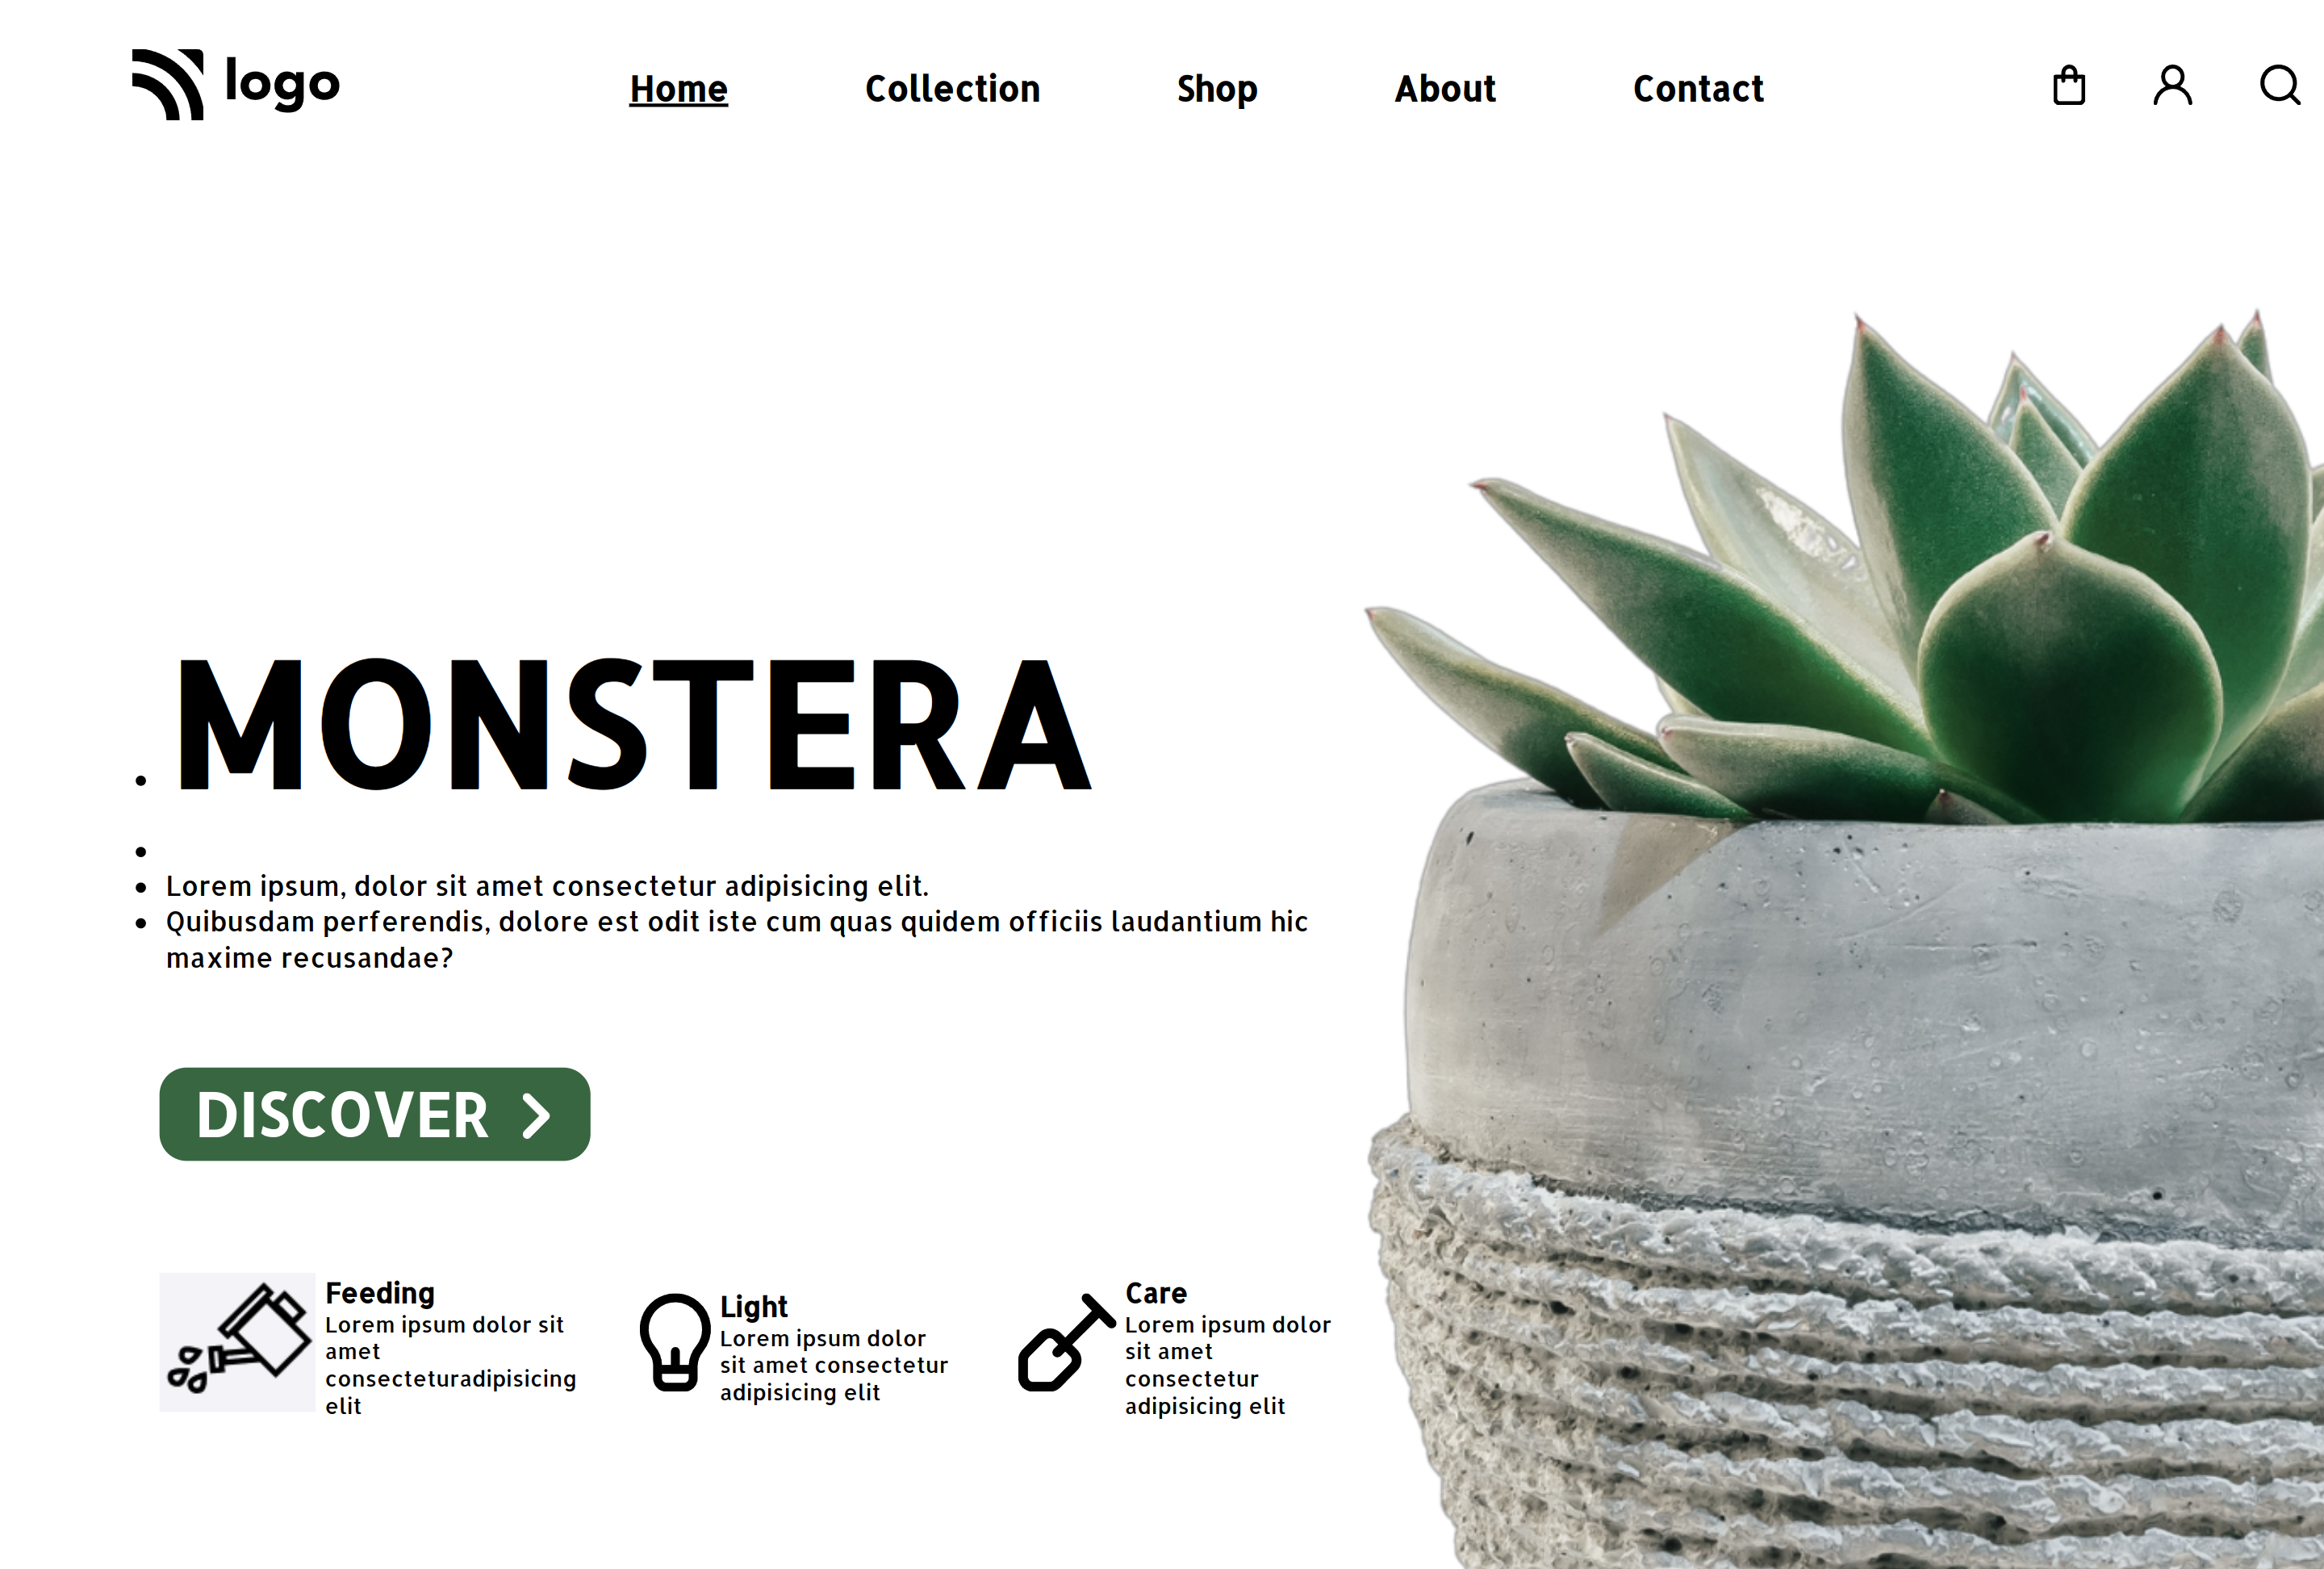 logo
Home Collection Shop About Contact
MONSTERA
Lorem ipsum, dolor sit amet consectetur adipisicing elit.
Quibusdam perferendis, dolore est odit iste cum quas quidem officiis laudantium hic
maxime recusandae?
DISCOVER
Feeding
Lorem ipsum dolor sit
amet
consecteturadipisicing
elit
Light
Lorem ipsum dolor
sit amet consectetur
adipisicing elit
Care
Lorem ipsum dolor
sit amet
consectetur
adipisicing elit